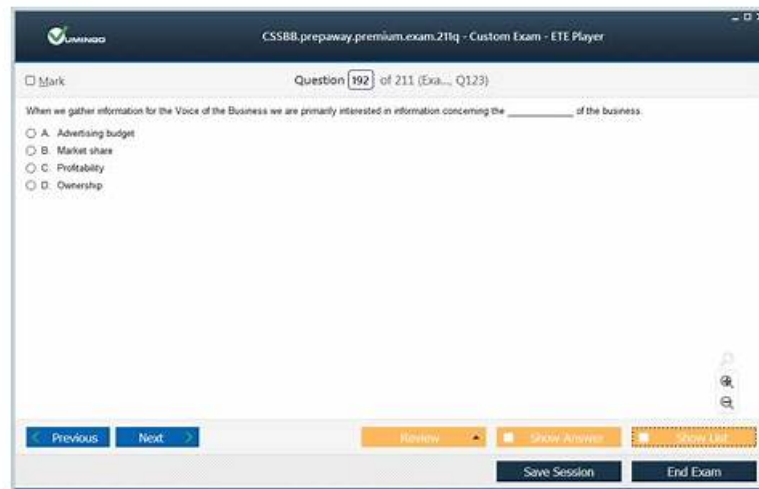 VUMINGO
CSSBB.prepaway.premium.exam.211q - Custom Exam - ETE Player
Mark
Question 192 of 211 (Exa..., Q123)
When we gather information for the Voice of the Business we are primarily interested in information concerning the ____________ of the business.
A. Advertising budget
B. Market share
C. Profitability
D. Ownership
Previous
Next
Review
Show Answer
Show List
Save Session
End Exam